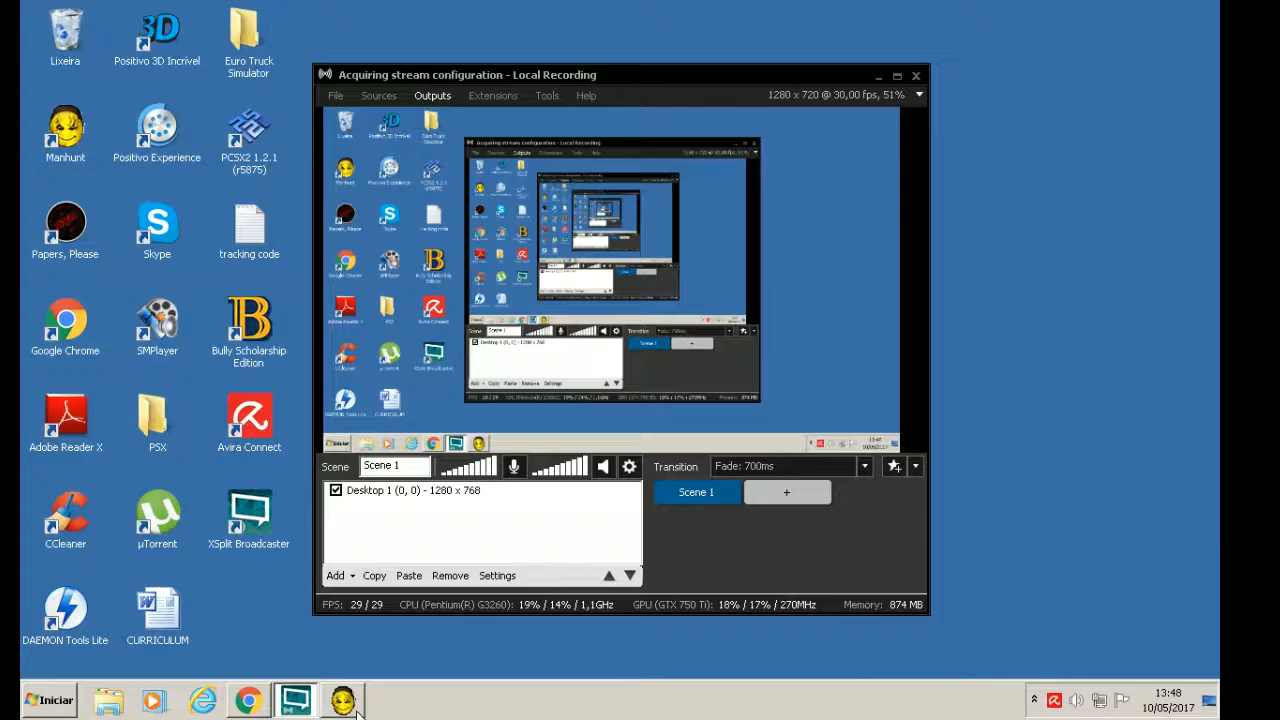 Lixeira
Positivo 3D Incrível
Euro Truck
Simulator
Manhunt
Positivo Experience
PCSX2 1.2.1
(r5875)
Papers, Please
Skype
tracking code
Google Chrome
SMPlayer
Bully Scholarship
Edition
Adobe Reader X
PSX
Avira Connect
CCleaner
µTorrent
XSplit Broadcaster
DAEMON Tools Lite
CURRICULUM
Acquiring stream configuration - Local Recording
File Sources Outputs Extensions Tools Help
1280 x 720 @ 30,00 fps, 51%
Scene
Scene 1
Transition
Fade: 700ms
Desktop 1 (0, 0) - 1280 x 768
Scene 1
+
Add Copy Paste Remove Settings
FPS: 29 / 29 CPU (Pentium(R) G3260): 19% / 14% / 1,1GHz GPU (GTX 750 Ti): 18% / 17% / 270MHz Memory: 874 MB
Iniciar
13:48
10/05/2017